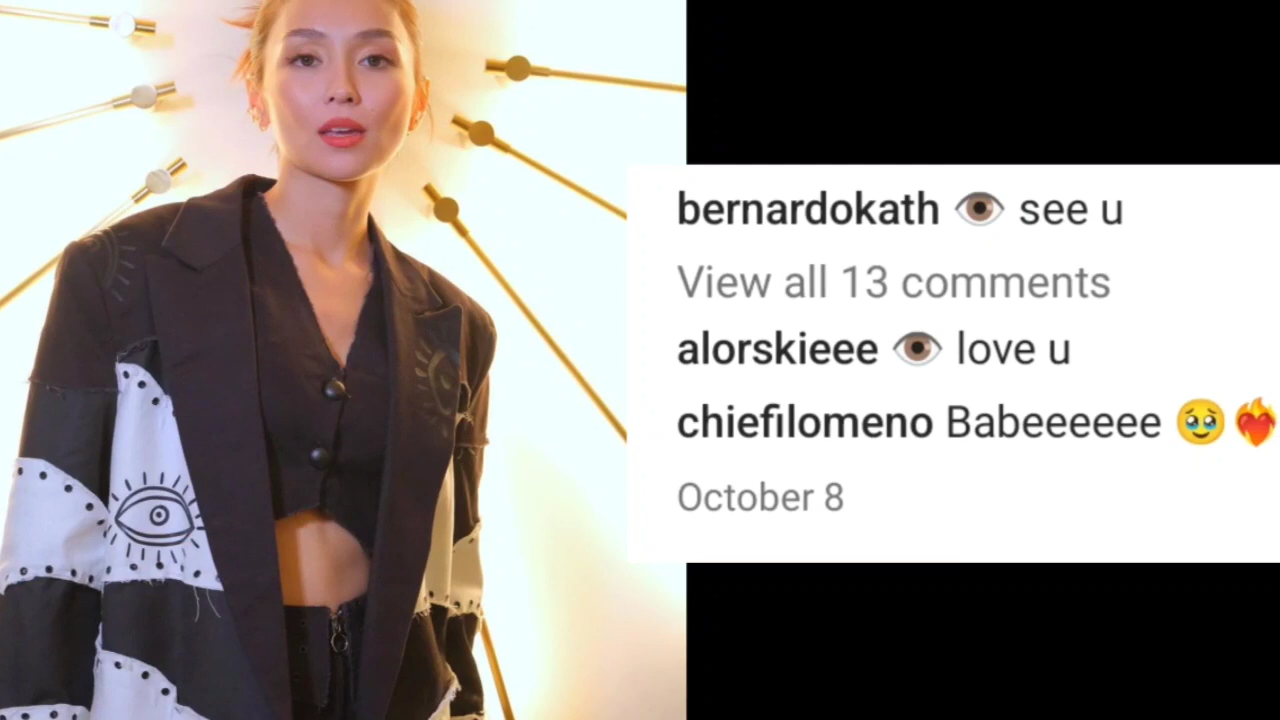 bernardokath 👁️ see u
View all 13 comments
alorskieee 👁️ love u
chiefilomeno Babeeeeee 🥹❤️‍🔥
October 8